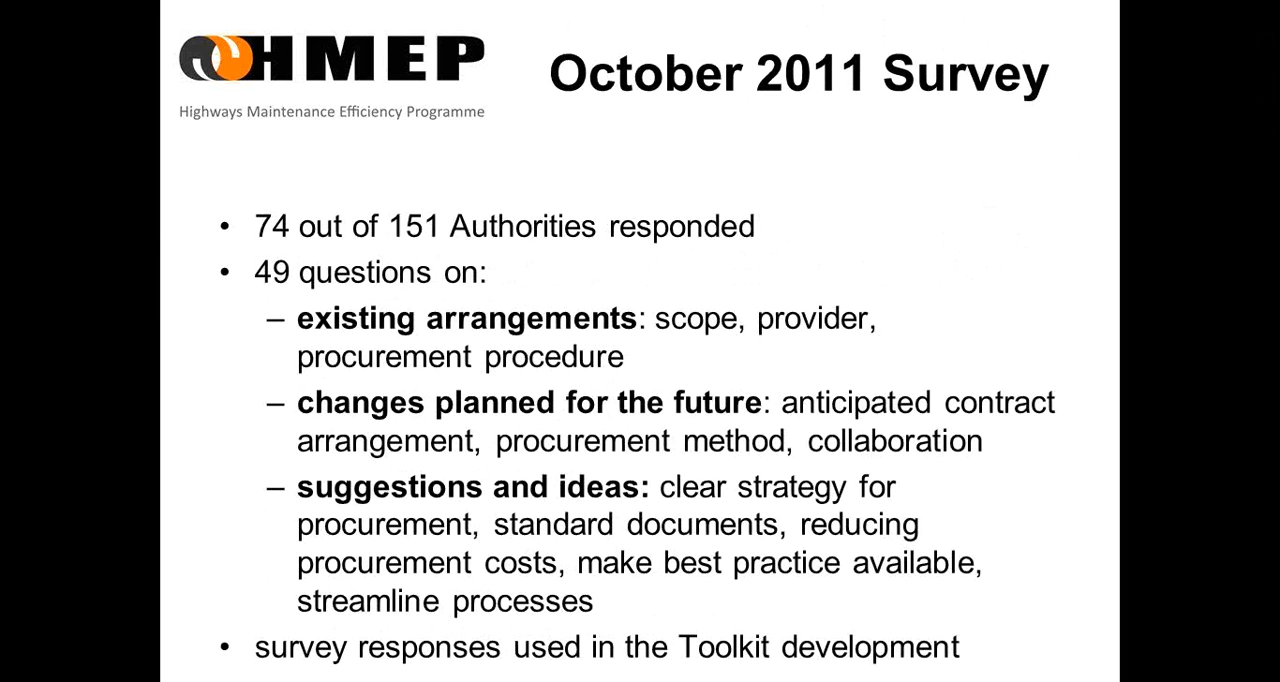 HMEP
Highways Maintenance Efficiency Programme
October 2011 Survey
• 74 out of 151 Authorities responded
• 49 questions on:
– existing arrangements: scope, provider,
procurement procedure
– changes planned for the future: anticipated contract
arrangement, procurement method, collaboration
– suggestions and ideas: clear strategy for
procurement, standard documents, reducing
procurement costs, make best practice available,
streamline processes
• survey responses used in the Toolkit development